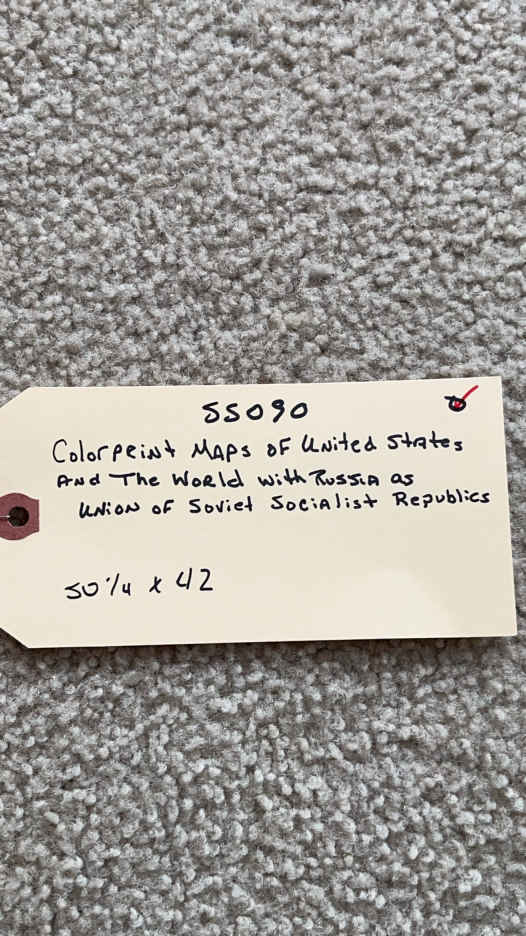 SS090
Colorprint Maps of United States
And The World with Russia as
Union of Soviet Socialist Republics
50 1/4 x 42